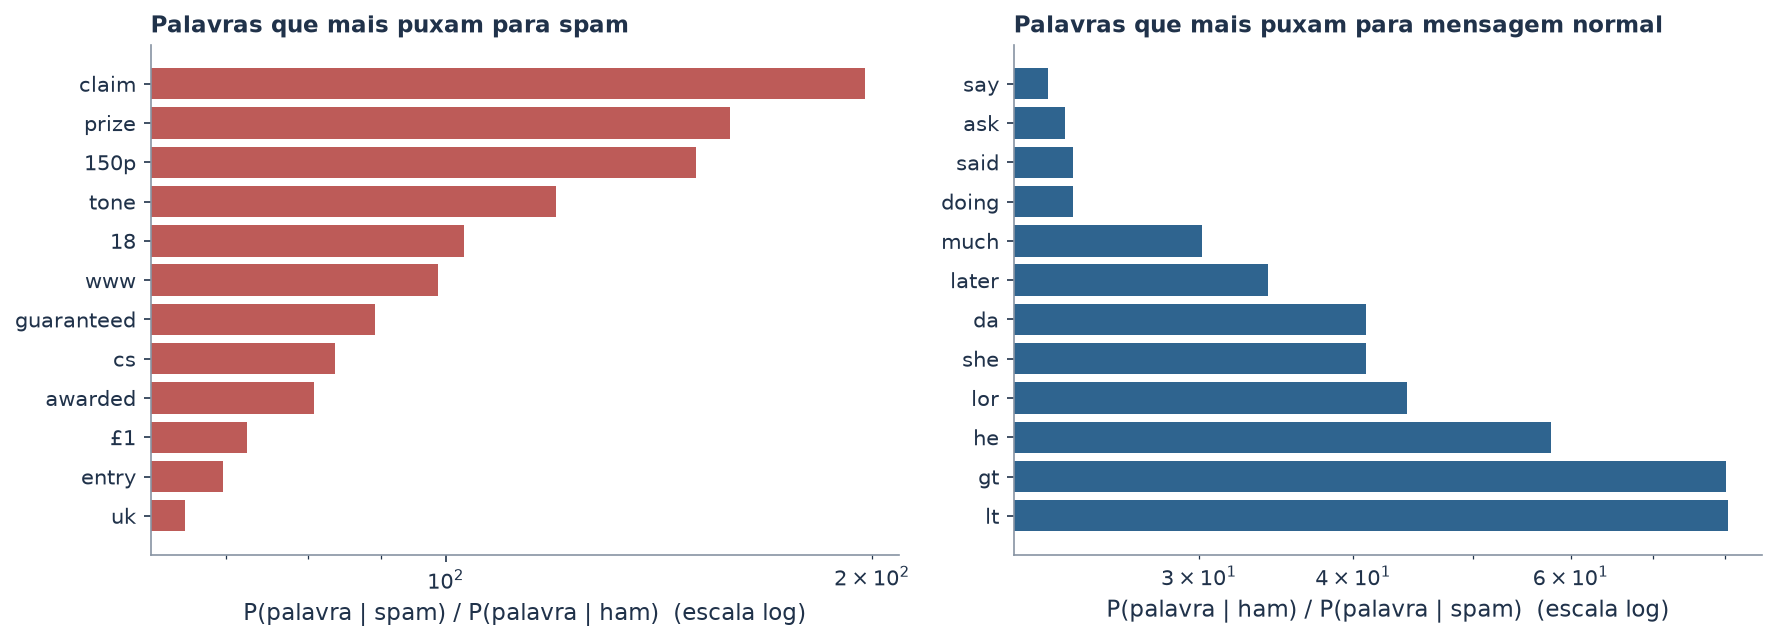 Palavras que mais puxam para spam
claim
prize
150p
tone
18
www
guaranteed
cs
awarded
£1
entry
uk
10²
2 × 10²
P(palavra | spam) / P(palavra | ham) (escala log)
Palavras que mais puxam para mensagem normal
say
ask
said
doing
much
later
da
she
lor
he
gt
lt
3 × 10¹
4 × 10¹
6 × 10¹
P(palavra | ham) / P(palavra | spam) (escala log)